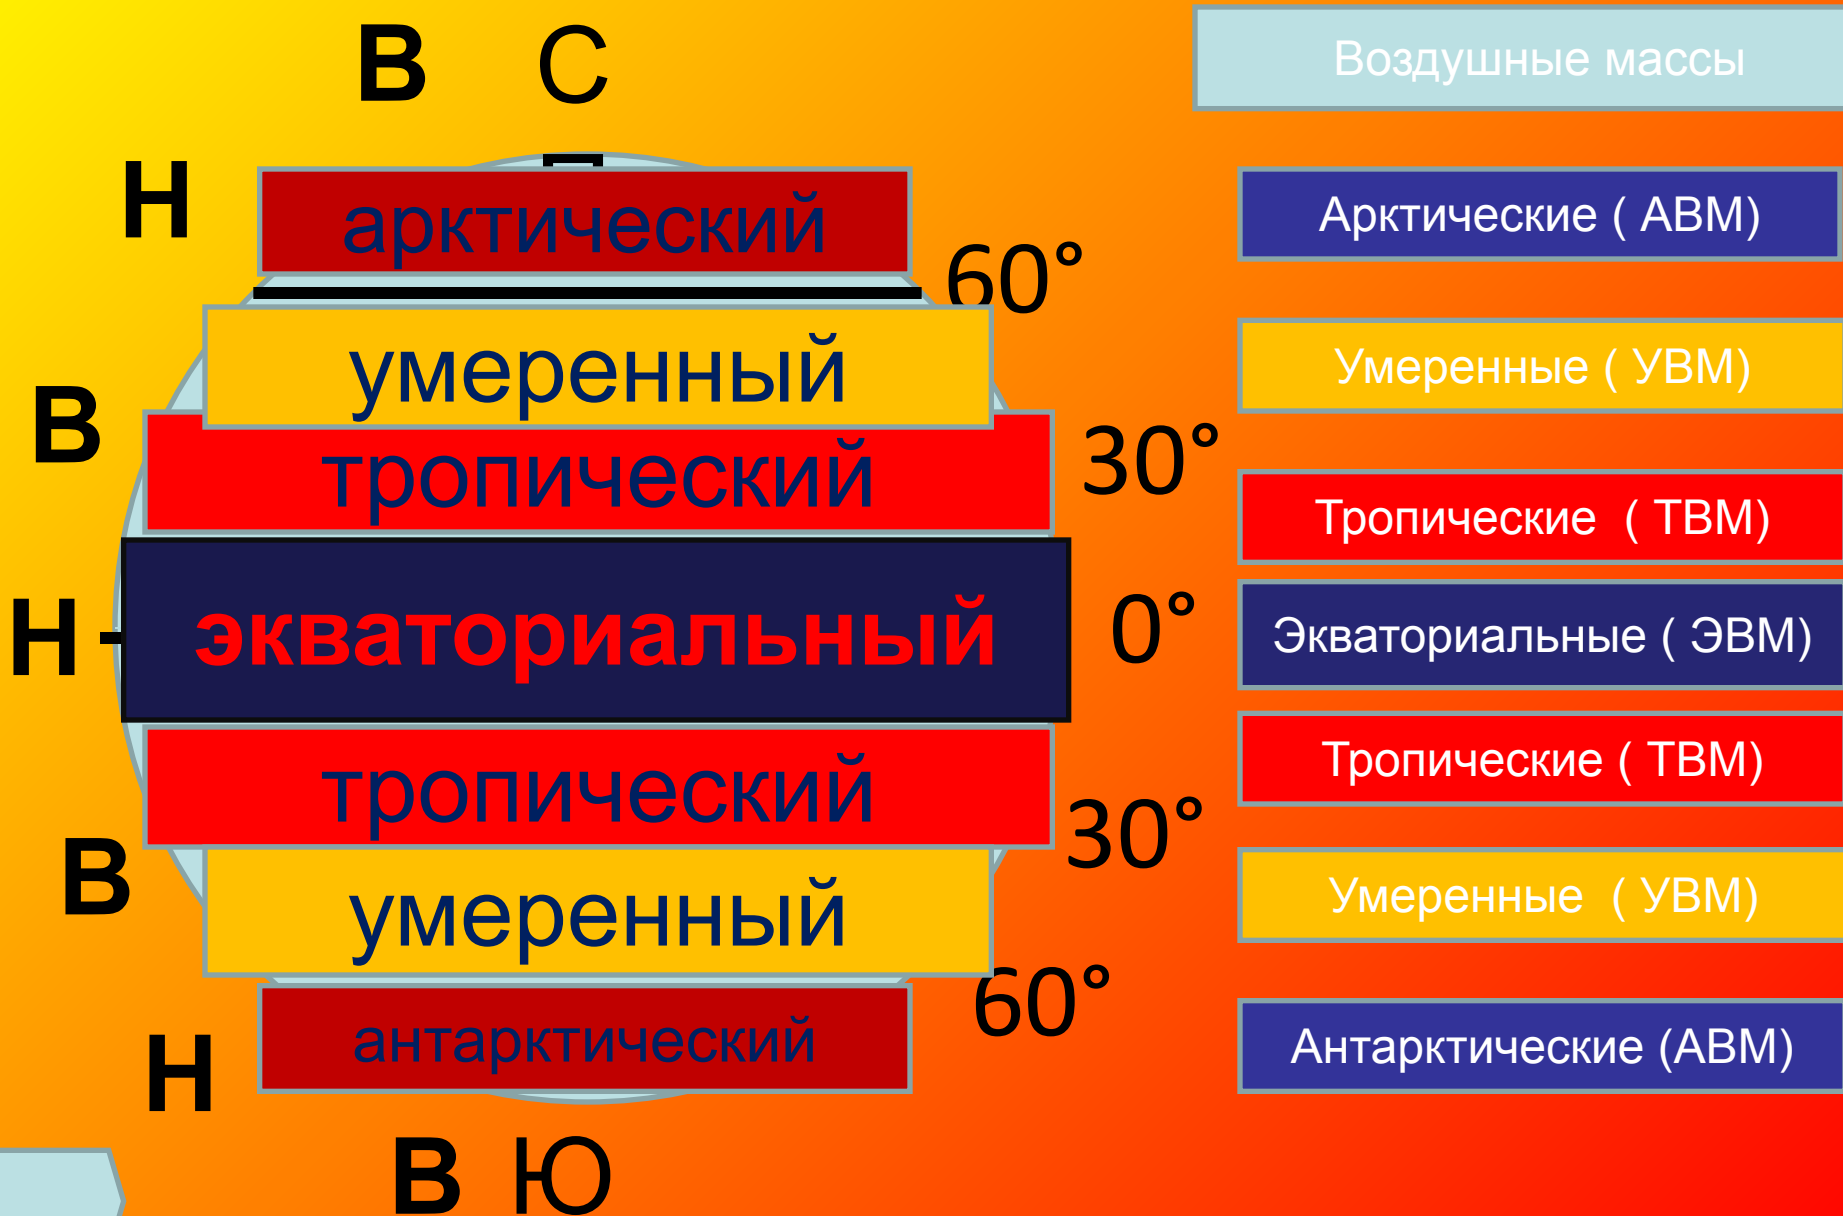 В С
Воздушные массы
Н
арктический
Арктические ( АВМ)
60°
умеренный
Умеренные ( УВМ)
В
30°
тропический
Тропические ( ТВМ)
Н
экваториальный
0°
Экваториальные ( ЭВМ)
тропический
Тропические ( ТВМ)
30°
В
умеренный
Умеренные ( УВМ)
60°
антарктический
Антарктические (АВМ)
Н
В Ю